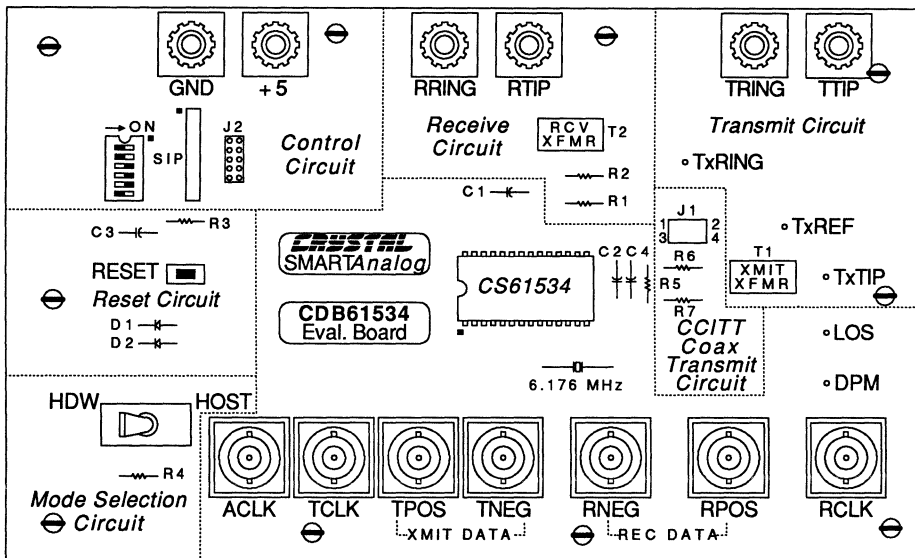 GND +5
RRING RTIP
TRING TTIP
→ON
SIP
J2
Control
Circuit
Receive
Circuit
RCV
XFMR
T2
Transmit Circuit
TxRING
R2
C1
R1
C3
R3
RESET
Reset Circuit
D1
D2
CRYSTAL
SMARTAnalog
CDB61534
Eval. Board
CS61534
6.176 MHz
C2 C4
R5
J1
1 2
3 4
R6
R7
TxREF
T1
XMIT
XFMR
TxTIP
CCITT
Coax
Transmit
Circuit
LOS
DPM
HDW HOST
R4
Mode Selection
Circuit
ACLK TCLK TPOS TNEG RNEG RPOS RCLK
XMIT DATA REC DATA